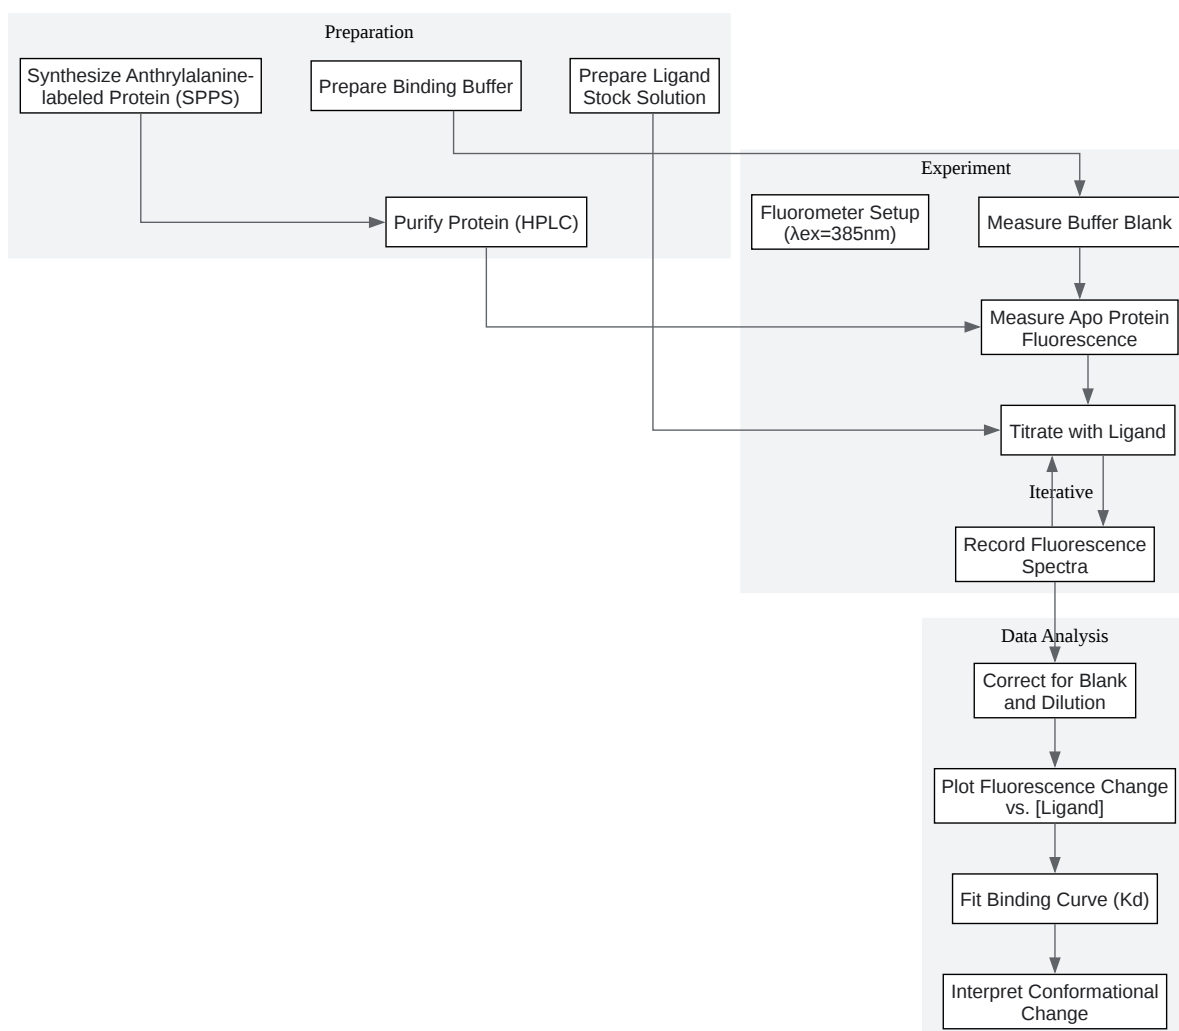 Preparation
Synthesize Anthrylalanine-
labeled Protein (SPPS)
Prepare Binding Buffer
Prepare Ligand
Stock Solution
Purify Protein (HPLC)
Experiment
Fluorometer Setup
(λex=385nm)
Measure Buffer Blank
Measure Apo Protein
Fluorescence
Titrate with Ligand
Iterative
Record Fluorescence
Spectra
Data Analysis
Correct for Blank
and Dilution
Plot Fluorescence Change
vs. [Ligand]
Fit Binding Curve (Kd)
Interpret Conformational
Change